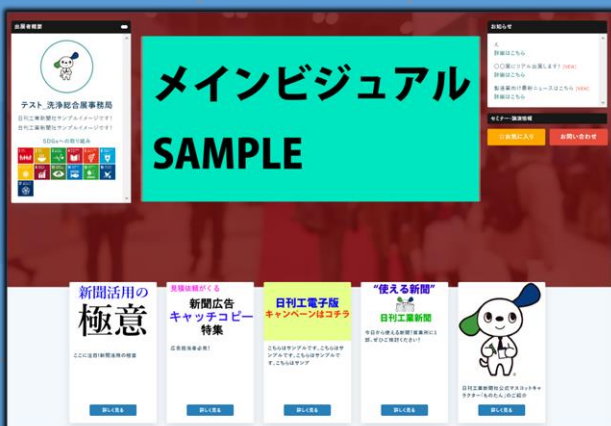 出展者概要
テスト_洗浄総合展事務局
日刊工業新聞社サンプルイメージです!
日刊工業新聞社サンプルイメージです!
SDGsへの取り組み
メインビジュアル
SAMPLE
お知らせ
え
詳細はこちら
〇〇展にリアル出展します! [NEW]
詳細はこちら
製造業向け最新ニュースはこちら [NEW]
詳細はこちら
セミナー・講演情報
☆お気に入り
お問い合わせ
新聞活用の
極意
ここに注目!新聞活用の極意
詳しく見る
見積依頼がくる
新聞広告
キャッチコピー
特集
広告担当者必見!
詳しく見る
日刊工電子版
キャンペーンはコチラ
こちらはサンプルです。こちらはサ
ンプルです。こちらはサンプルで
す。こちらはサンプ
詳しく見る
“使える新聞”
日刊工業新聞
今日から使える新聞!営業所に1
部、ぜひご検討ください!
詳しく見る
日刊工業新聞社公式マスコットキャ
ラクター「ものたん」のご紹介
詳しく見る